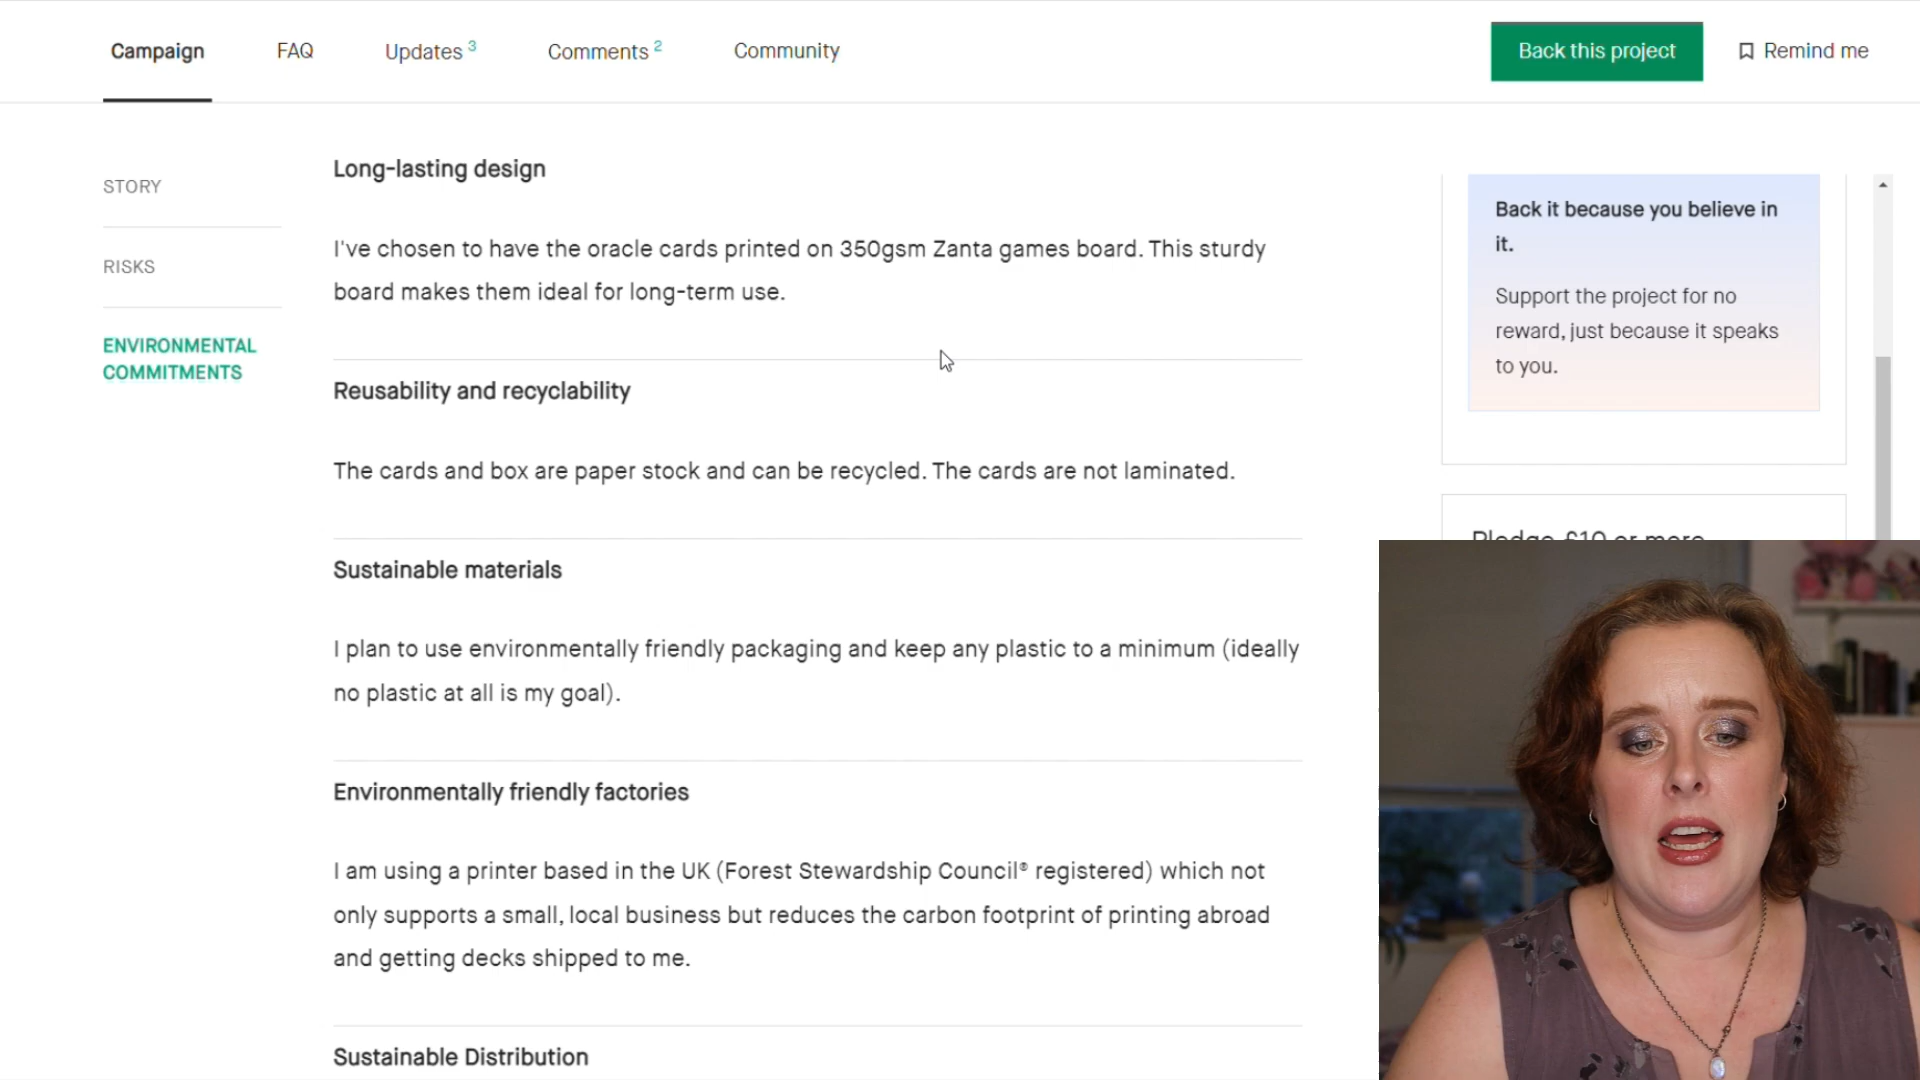 Campaign
FAQ
Updates 3
Comments 2
Community
Back this project
Remind me
STORY
RISKS
ENVIRONMENTAL
COMMITMENTS
Long-lasting design
I've chosen to have the oracle cards printed on 350gsm Zanta games board. This sturdy
board makes them ideal for long-term use.
Reusability and recyclability
The cards and box are paper stock and can be recycled. The cards are not laminated.
Sustainable materials
I plan to use environmentally friendly packaging and keep any plastic to a minimum (ideally
no plastic at all is my goal).
Environmentally friendly factories
I am using a printer based in the UK (Forest Stewardship Council® registered) which not
only supports a small, local business but reduces the carbon footprint of printing abroad
and getting decks shipped to me.
Sustainable Distribution
Back it because you believe in
it.
Support the project for no
reward, just because it speaks
to you.
Pledge £10 or more